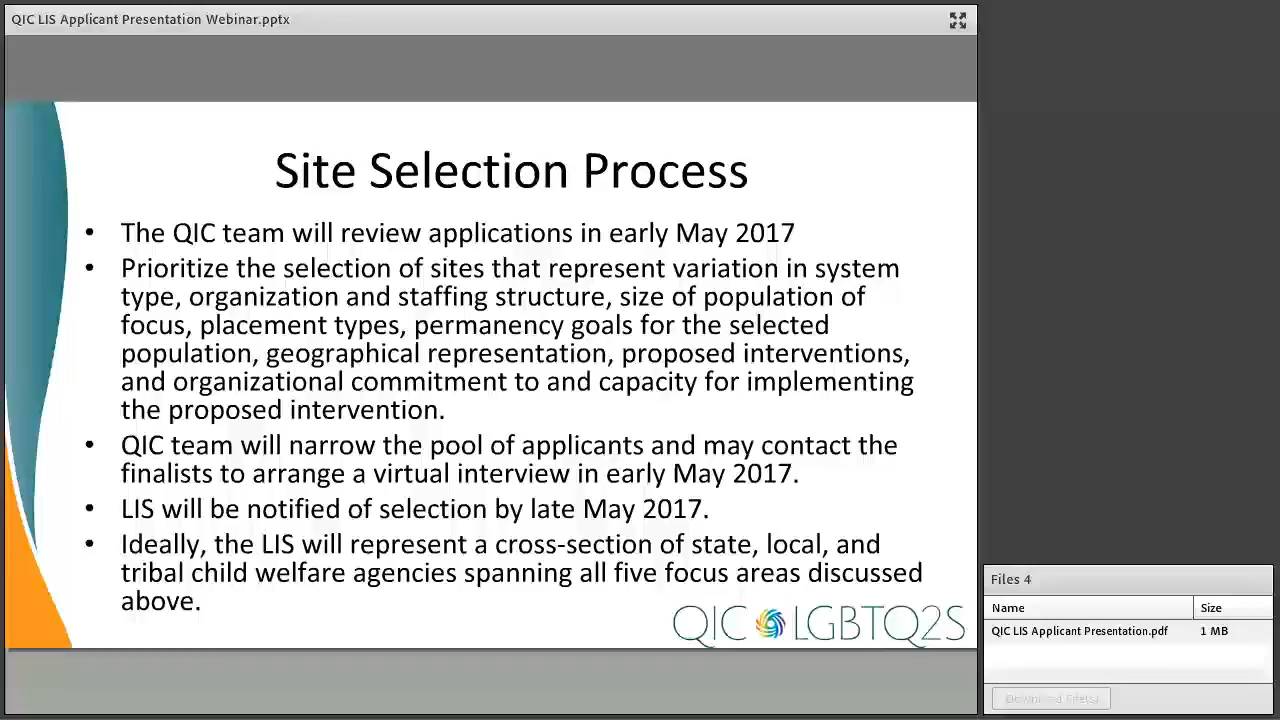 QIC LIS Applicant Presentation Webinar.pptx
Site Selection Process
• The QIC team will review applications in early May 2017
• Prioritize the selection of sites that represent variation in system
type, organization and staffing structure, size of population of
focus, placement types, permanency goals for the selected
population, geographical representation, proposed interventions,
and organizational commitment to and capacity for implementing
the proposed intervention.
• QIC team will narrow the pool of applicants and may contact the
finalists to arrange a virtual interview in early May 2017.
• LIS will be notified of selection by late May 2017.
• Ideally, the LIS will represent a cross-section of state, local, and
tribal child welfare agencies spanning all five focus areas discussed
above.
QIC LGBTQ2S
Files 4
Name Size
QIC LIS Applicant Presentation.pdf 1 MB
Download File(s)